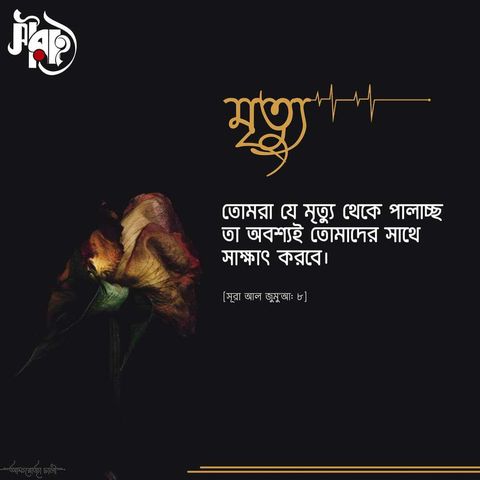 মৃত্যু
তোমরা যে মৃত্যু থেকে পালাচ্ছ
তা অবশ্যই তোমাদের সাথে
সাক্ষাৎ করবে।
[সূরা আল জুমু'আ: ৮]